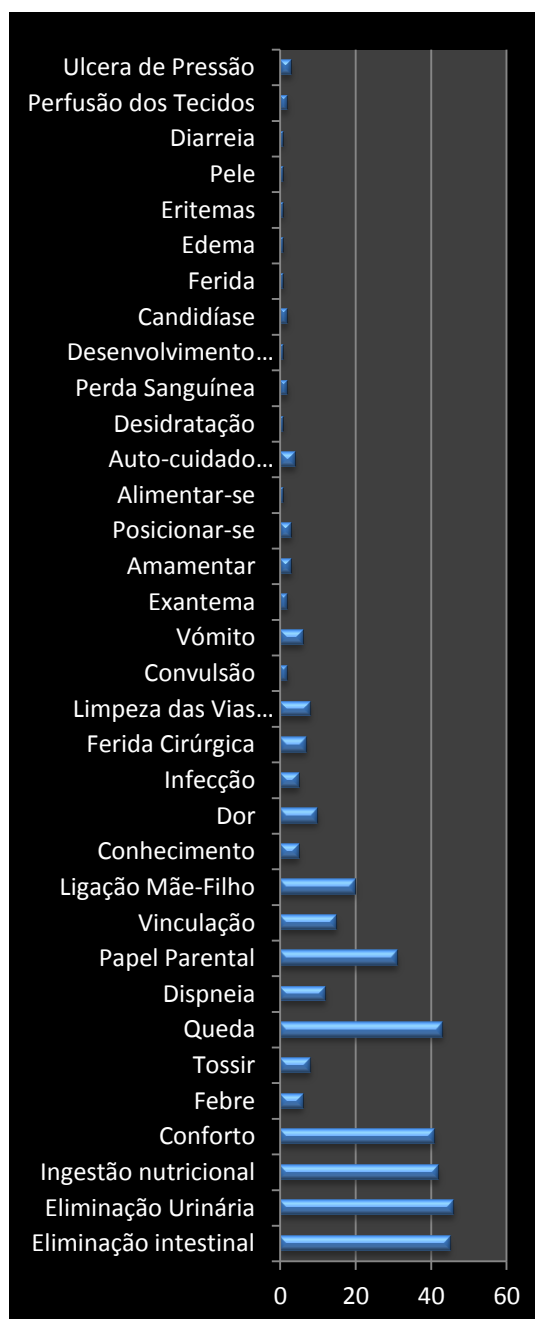 Ulcera de Pressão
Perfusão dos Tecidos
Diarreia
Pele
Eritemas
Edema
Ferida
Candidíase
Desenvolvimento…
Perda Sanguínea
Desidratação
Auto-cuidado…
Alimentar-se
Posicionar-se
Amamentar
Exantema
Vómito
Convulsão
Limpeza das Vias…
Ferida Cirúrgica
Infecção
Dor
Conhecimento
Ligação Mãe-Filho
Vinculação
Papel Parental
Dispneia
Queda
Tossir
Febre
Conforto
Ingestão nutricional
Eliminação Urinária
Eliminação intestinal
0 20 40 60